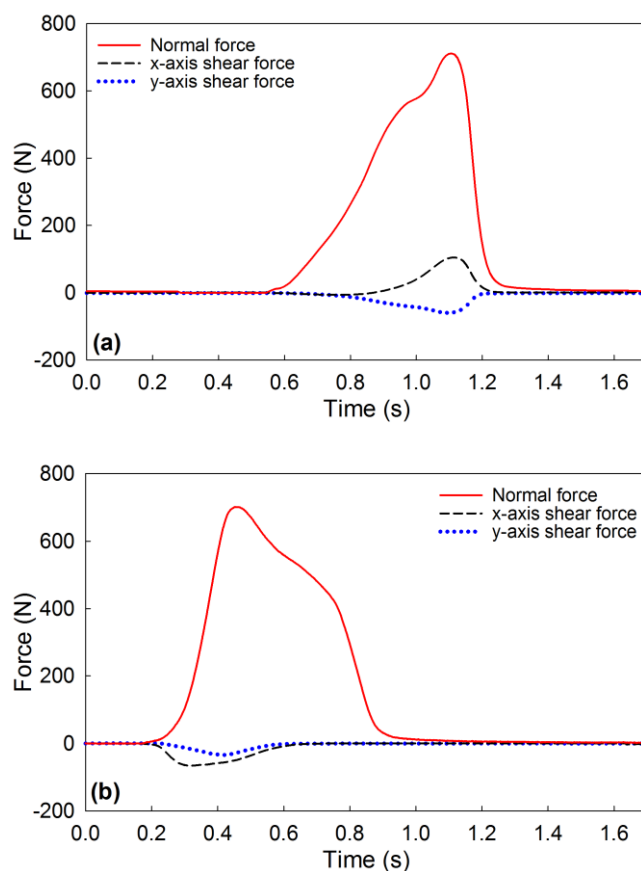 800
600
400
200
0
-200
Force (N)
Normal force
x-axis shear force
y-axis shear force
(a)
0.0 0.2 0.4 0.6 0.8 1.0 1.2 1.4 1.6
Time (s)
800
600
400
200
0
-200
Force (N)
Normal force
x-axis shear force
y-axis shear force
(b)
0.0 0.2 0.4 0.6 0.8 1.0 1.2 1.4 1.6
Time (s)